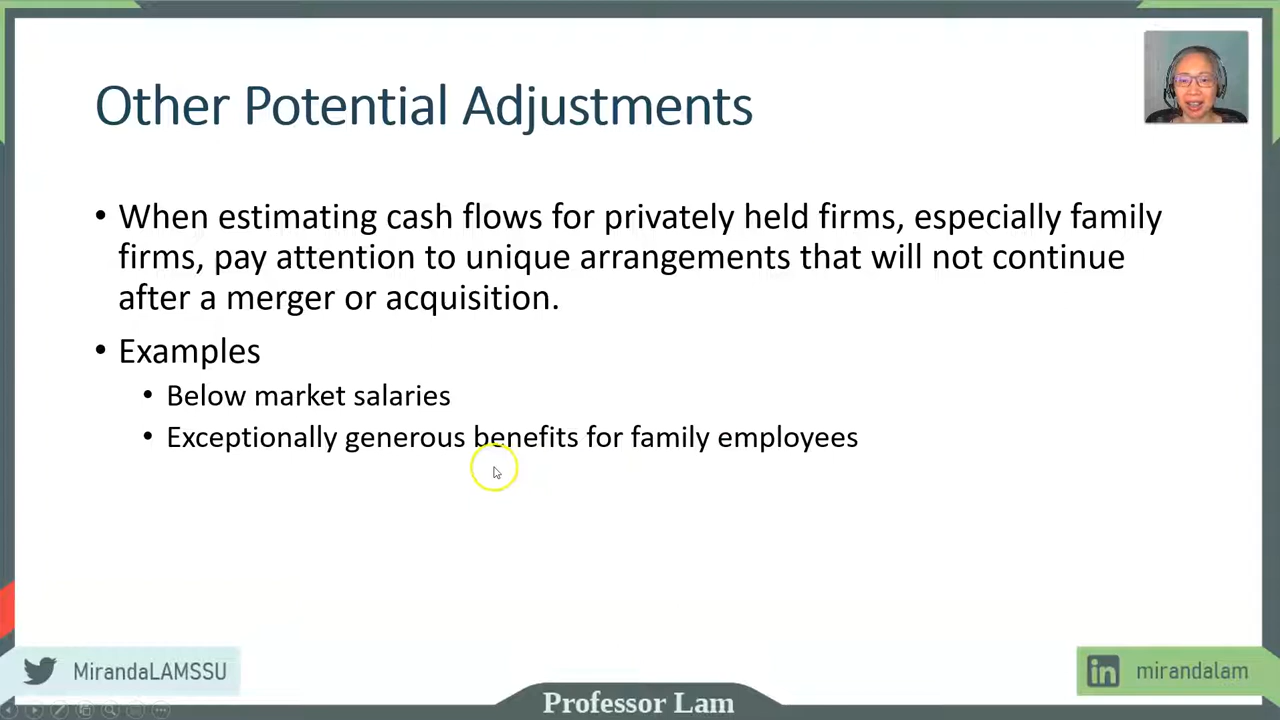 Other Potential Adjustments
• When estimating cash flows for privately held firms, especially family
firms, pay attention to unique arrangements that will not continue
after a merger or acquisition.
• Examples
• Below market salaries
• Exceptionally generous benefits for family employees
MirandaLAMSSU
in mirandalam
Professor Lam